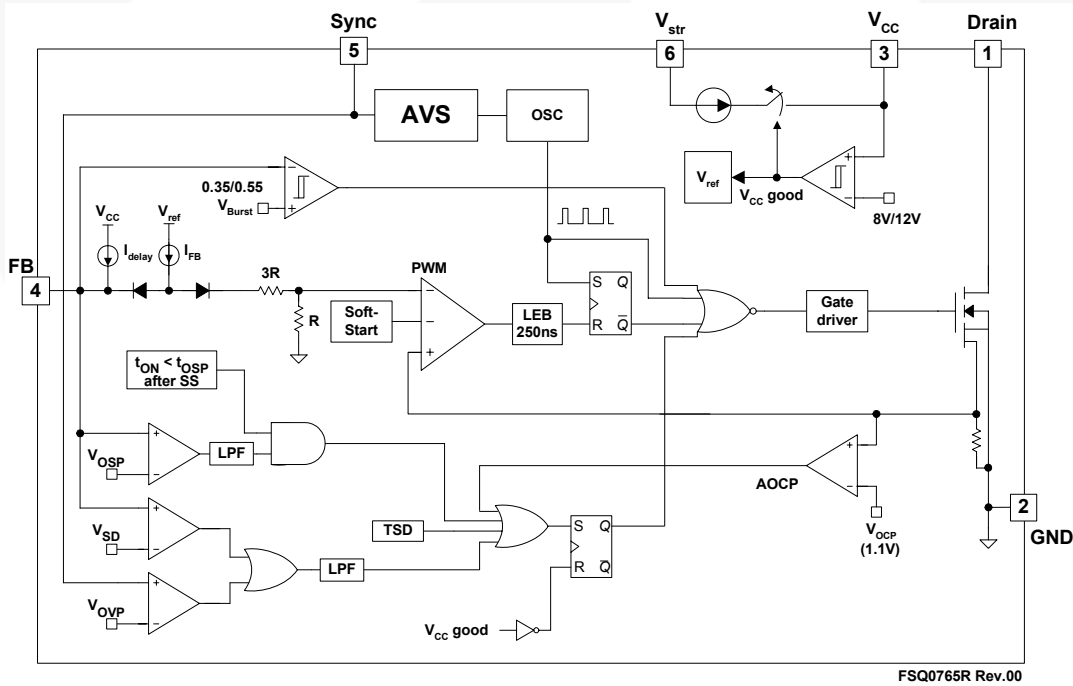 Sync
5
Vstr
6
VCC
3
Drain
1
AVS
OSC
0.35/0.55
VBurst
Vref
VCC good
8V/12V
VCC
Vref
Idelay
IFB
FB
4
3R
R
PWM
Soft-
Start
LEB
250ns
S Q
R Q
Gate
driver
tON < tOSP
after SS
VOSP
LPF
AOCP
VOCP
(1.1V)
2
GND
VSD
TSD
S Q
R Q
LPF
VOVP
VCC good
FSQ0765R Rev.00